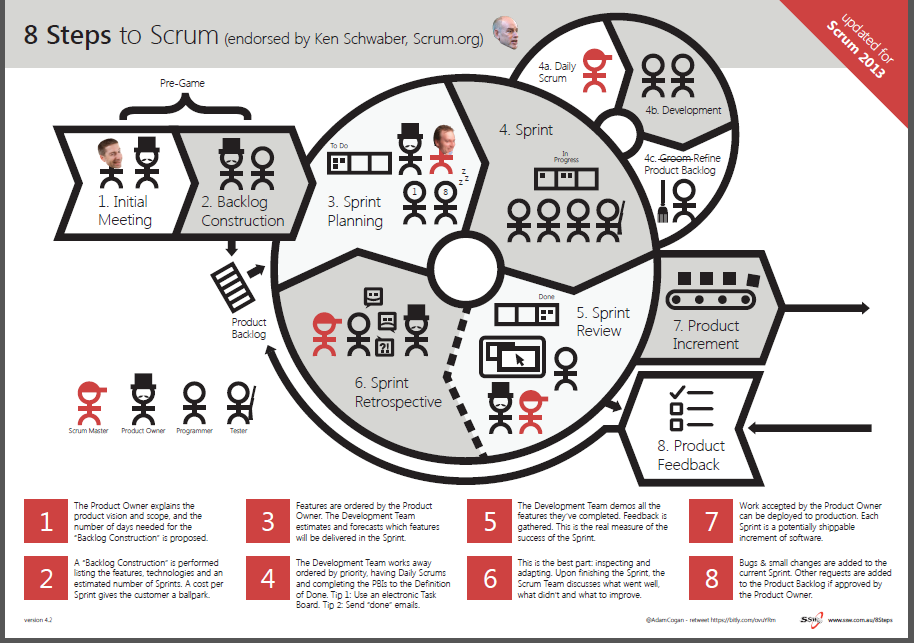 8 Steps to Scrum (endorsed by Ken Schwaber, Scrum.org)
updated for
Scrum 2013
Pre-Game
1. Initial
Meeting
2. Backlog
Construction
To Do
3. Sprint
Planning
1
8
z
z
z
4. Sprint
In
Progress
4a. Daily
Scrum
4b. Development
4c. Groom Refine
Product Backlog
Product
Backlog
Done
5. Sprint
Review
?!
6. Sprint
Retrospective
7. Product
Increment
8. Product
Feedback
Scrum Master
Product Owner
Programmer
Tester
1
The Product Owner explains the
product vision and scope, and the
number of days needed for the
"Backlog Construction" is proposed.
2
A "Backlog Construction" is performed
listing the features, technologies and an
estimated number of Sprints. A cost per
Sprint gives the customer a ballpark.
3
Features are ordered by the Product
Owner. The Development Team
estimates and forecasts which features
will be delivered in the Sprint.
4
The Development Team works away
ordered by priority, having Daily Scrums
and completing the PBIs to the Definition
of Done. Tip 1: Use an electronic Task
Board. Tip 2: Send "done" emails.
5
The Development Team demos all the
features they've completed. Feedback is
gathered. This is the real measure of the
success of the Sprint.
6
This is the best part: inspecting and
adapting. Upon finishing the Sprint, the
Scrum Team discusses what went well,
what didn't and what to improve.
7
Work accepted by the Product Owner
can be deployed to production. Each
Sprint is a potentially shippable
increment of software.
8
Bugs & small changes are added to the
current Sprint. Other requests are added
to the Product Backlog if approved by
the Product Owner.
version 4.2
@AdamCogan - retweet https://bitly.com/ovuYRm
SSW
www.ssw.com.au/8Steps